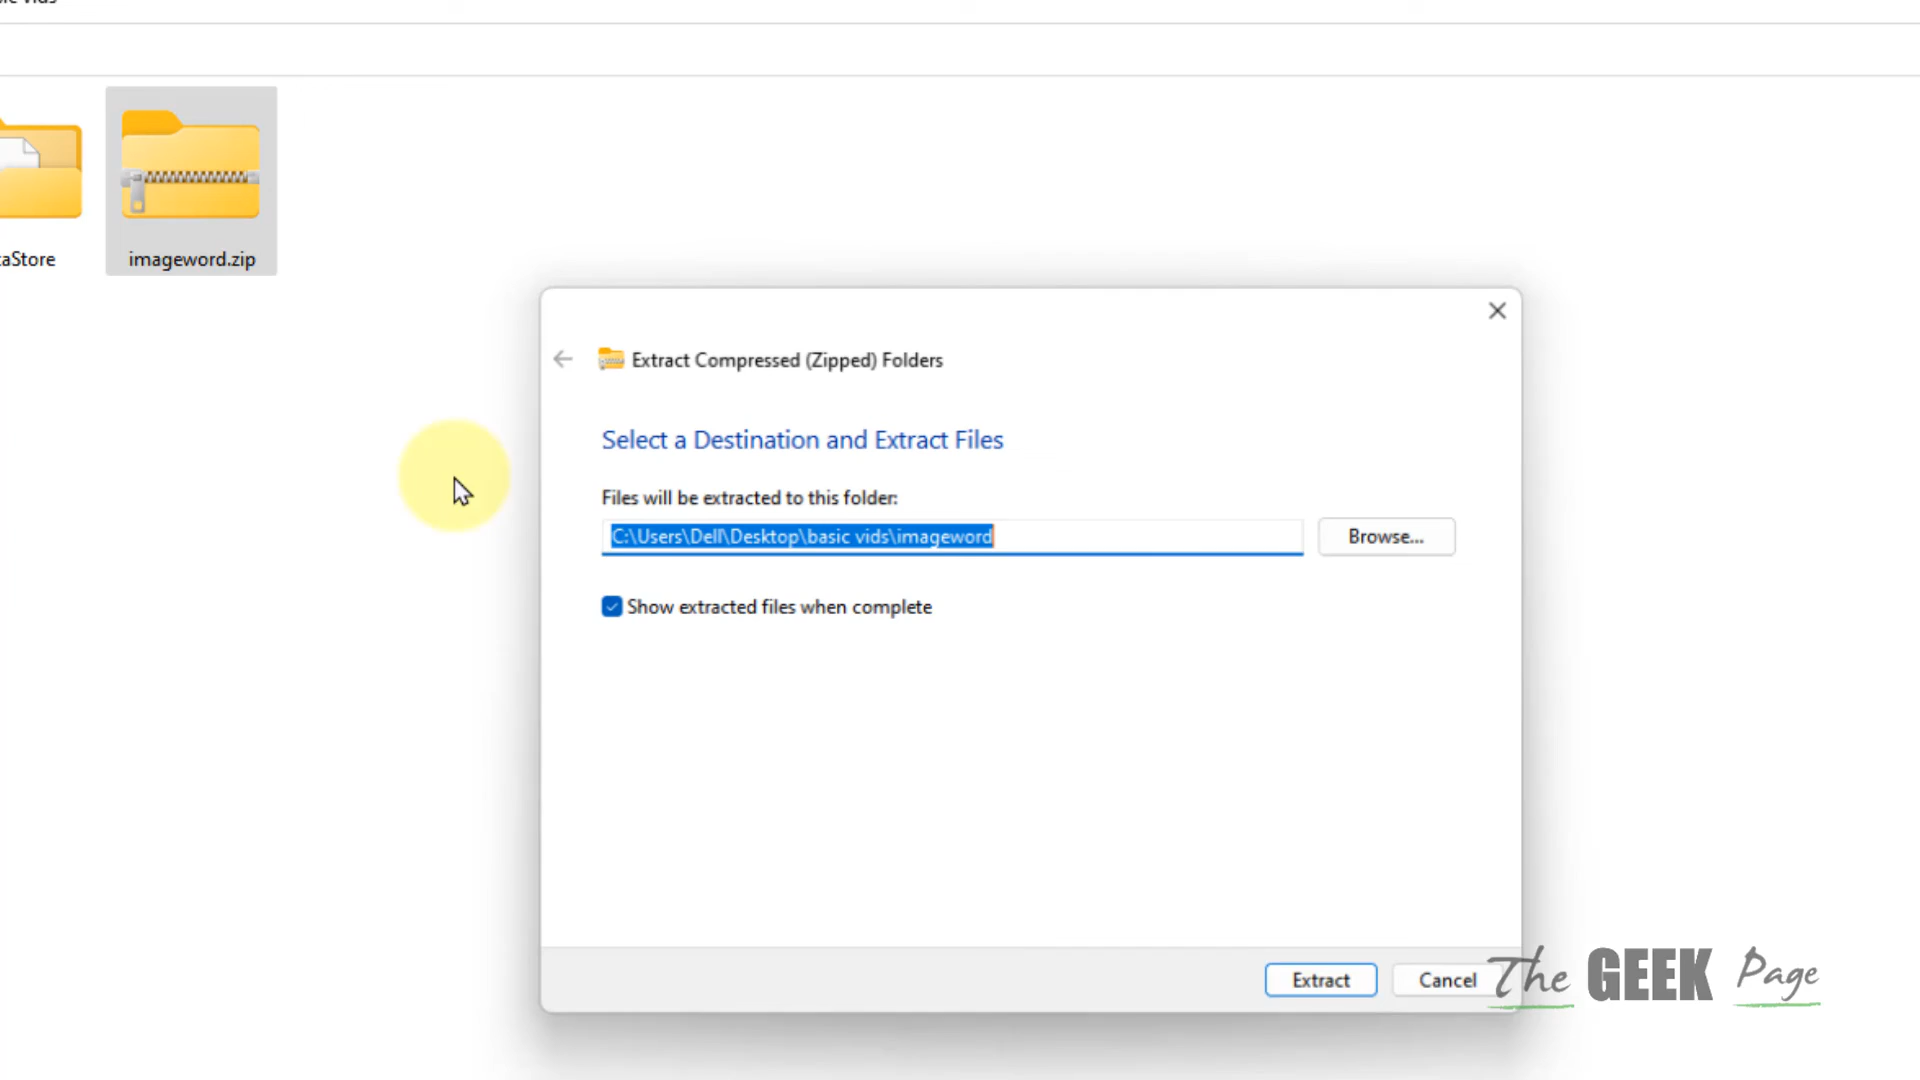 aStore
imageword.zip
Extract Compressed (Zipped) Folders
Select a Destination and Extract Files
Files will be extracted to this folder:
C:\Users\Dell\Desktop\basic vids\imageword
Browse...
Show extracted files when complete
Extract
Cancel
The GEEK Page